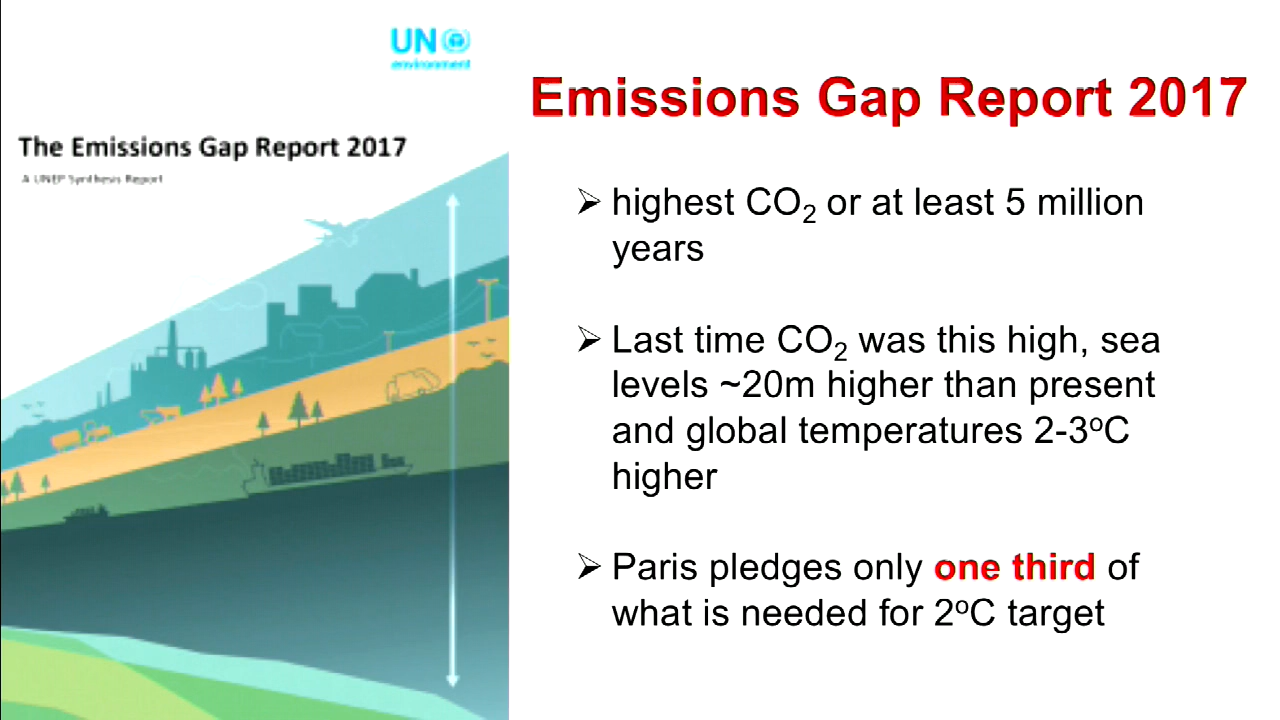 UN
environment
Emissions Gap Report 2017
The Emissions Gap Report 2017
A UNEP Synthesis Report
➢ highest CO₂ or at least 5 million
years
➢ Last time CO₂ was this high, sea
levels ~20m higher than present
and global temperatures 2-3ᵒC
higher
➢ Paris pledges only one third of
what is needed for 2ᵒC target